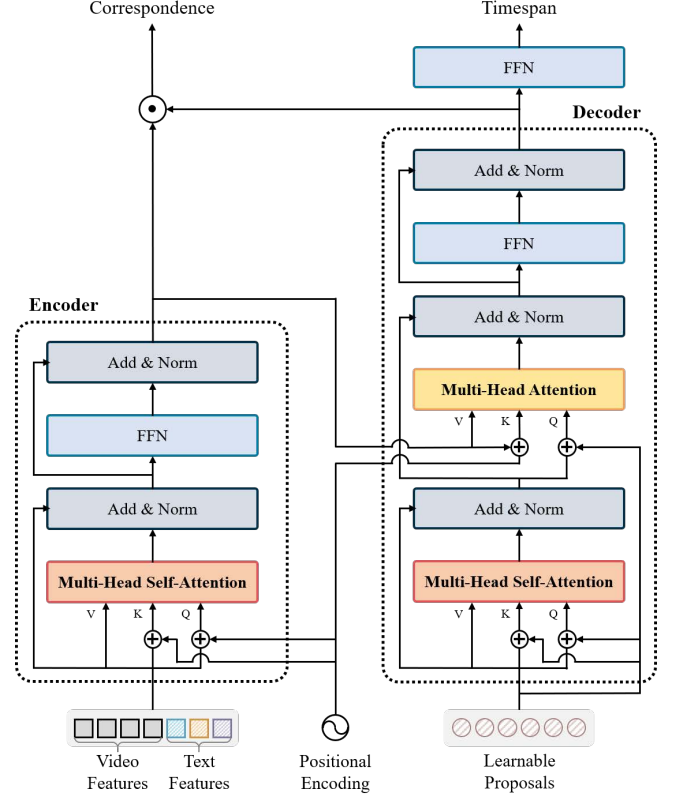 Correspondence
Timespan
FFN
Decoder
Add & Norm
FFN
Encoder
Add & Norm
Add & Norm
Multi-Head Attention
FFN
V
K
Q
Add & Norm
Add & Norm
Multi-Head Self-Attention
Multi-Head Self-Attention
V
K
Q
V
K
Q
Video
Features
Text
Features
Positional
Encoding
Learnable
Proposals